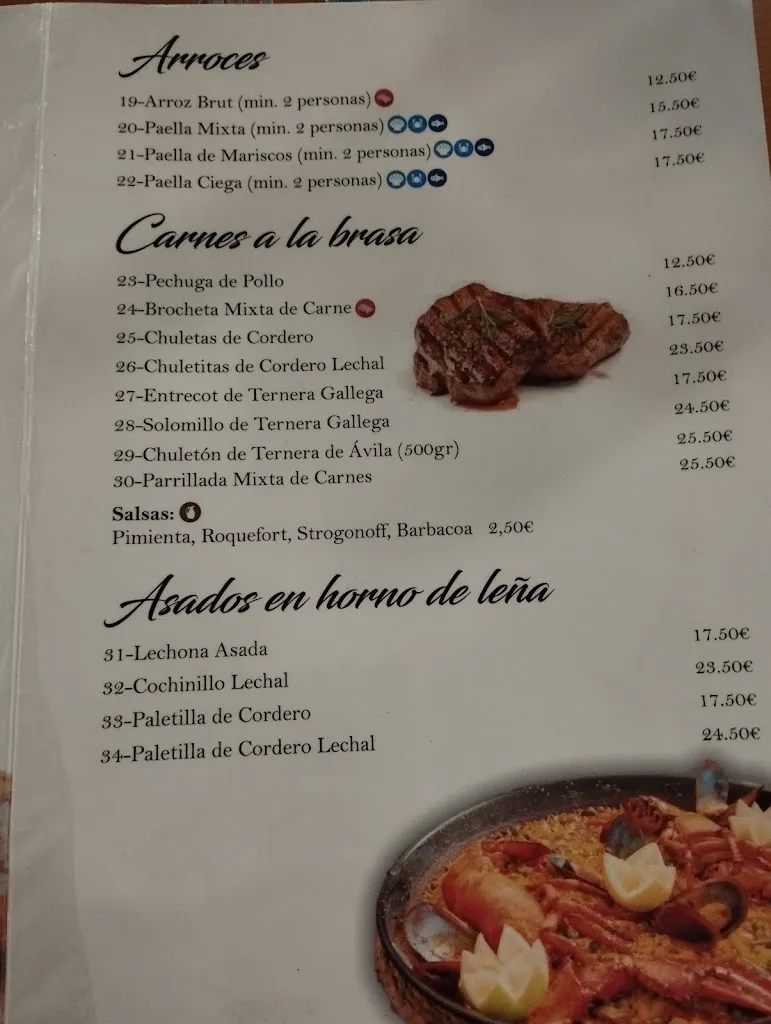 Arroces
19-Arroz Brut (min. 2 personas) 12.50€
20-Paella Mixta (min. 2 personas) 15.50€
21-Paella de Mariscos (min. 2 personas) 17.50€
22-Paella Ciega (min. 2 personas) 17.50€
Carnes a la brasa
23-Pechuga de Pollo 12.50€
24-Brocheta Mixta de Carne 16.50€
25-Chuletas de Cordero 17.50€
26-Chuletitas de Cordero Lechal 23.50€
27-Entrecot de Ternera Gallega 17.50€
28-Solomillo de Ternera Gallega 24.50€
29-Chuletón de Ternera de Ávila (500gr) 25.50€
30-Parrillada Mixta de Carnes 25.50€
Salsas:
Pimienta, Roquefort, Strogonoff, Barbacoa 2,50€
Asados en horno de leña
31-Lechona Asada 17.50€
32-Cochinillo Lechal 23.50€
33-Paletilla de Cordero 17.50€
34-Paletilla de Cordero Lechal 24.50€